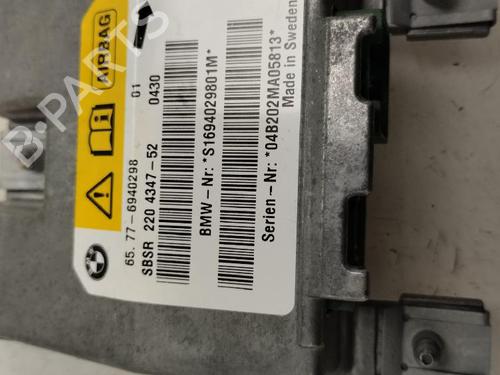 AIRBAG
65. 77-6940298 01
SBSR 220 4347-52 0430
BMW-Nr: *S1694029801M*
Serien-Nr: *04B202MA05813*
Made in Sweden
B-PARTS